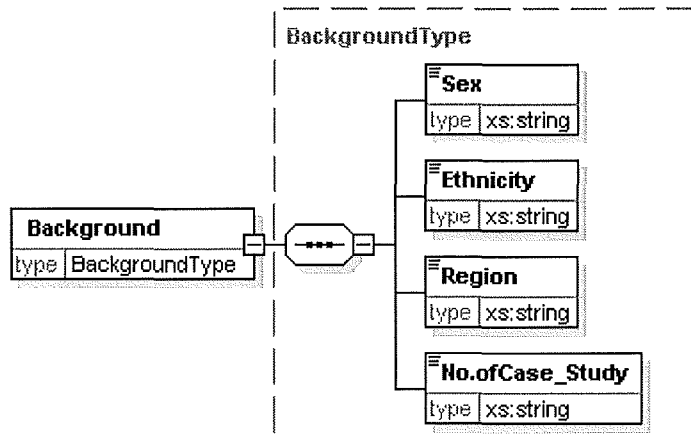 BackgroundType
Sex
type xs:string
Ethnicity
type xs:string
Background
type BackgroundType
Region
type xs:string
No.ofCase_Study
type xs:string